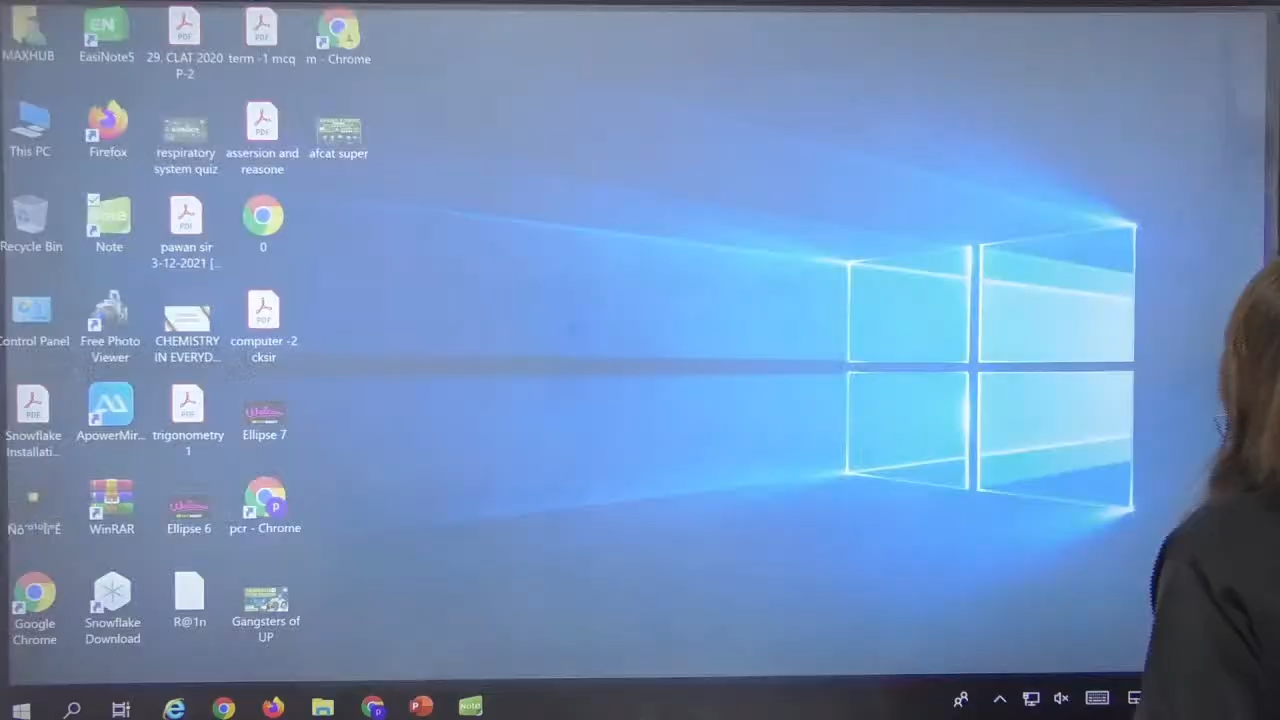 MAXHUB
EasiNote5
29. CLAT 2020
P-2
term -1 mcq
m - Chrome
This PC
Firefox
respiratory
system quiz
assersion and
reasone
afcat super
Recycle Bin
Note
pawan sir
3-12-2021 [...
0
Control Panel
Free Photo
Viewer
CHEMISTRY
IN EVERYD...
computer -2
cksir
Snowflake
Installati...
ApowerMir...
trigonometry
1
Ellipse 7
WinRAR
Ellipse 6
pcr - Chrome
Google
Chrome
Snowflake
Download
R@1n
Gangsters of
UP